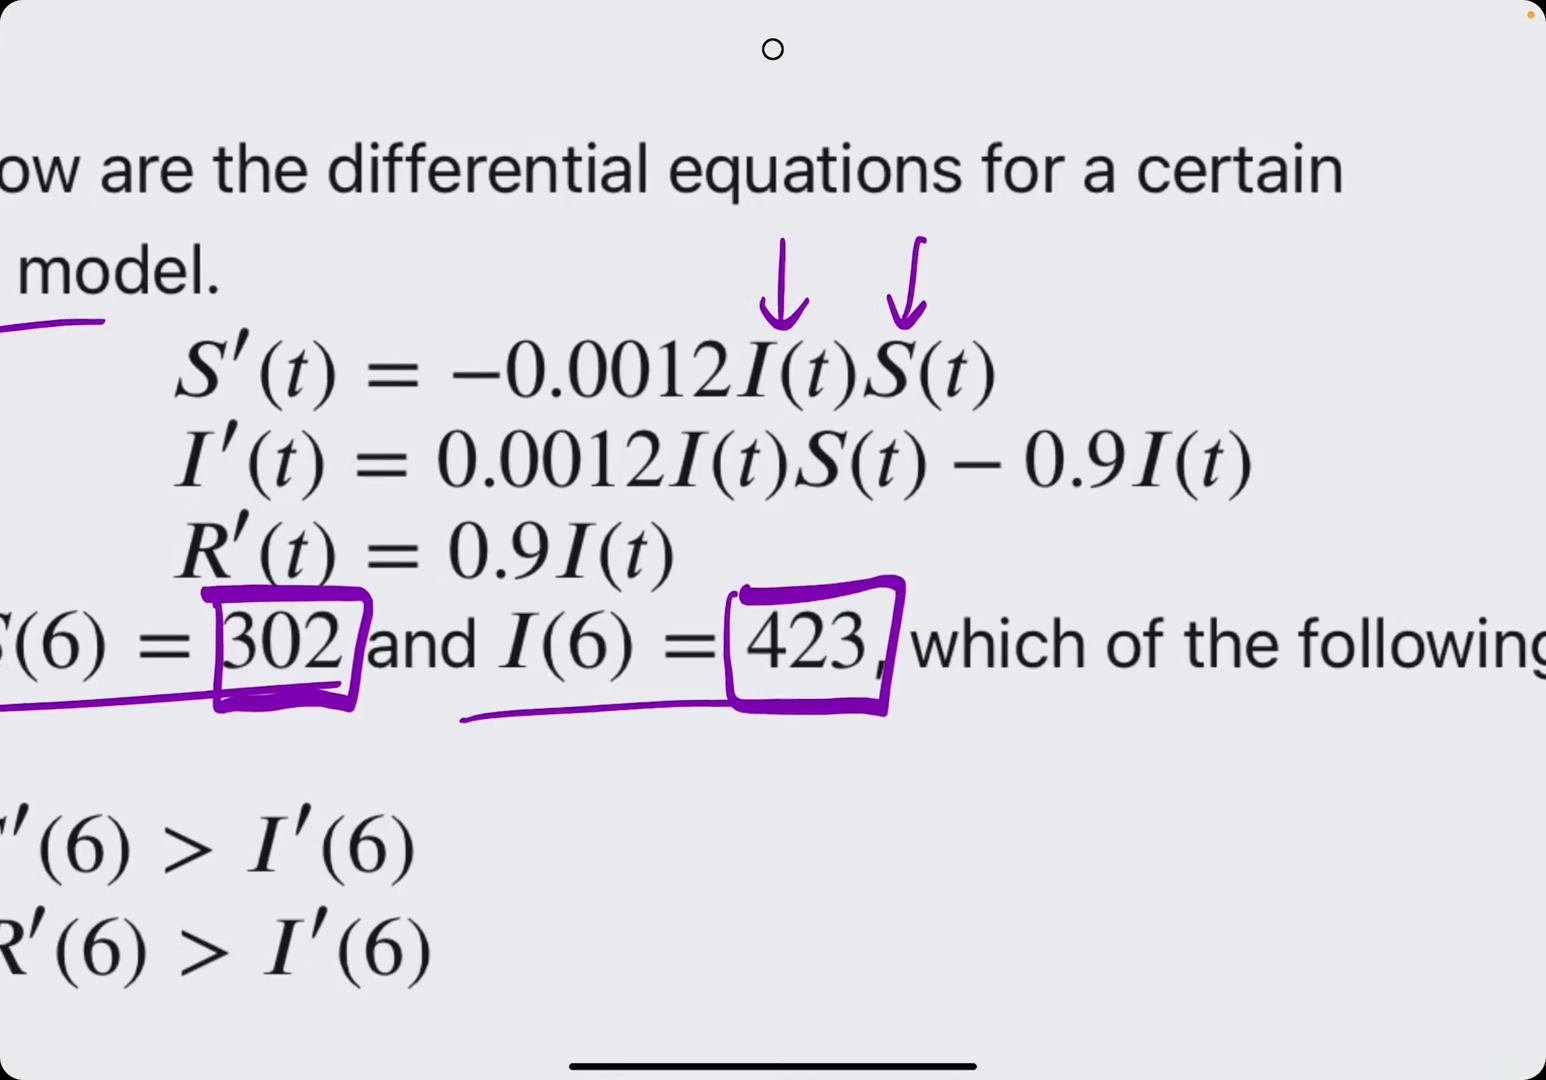 ow are the differential equations for a certain
model.
S′(t) = −0.0012I(t)S(t)
I′(t) = 0.0012I(t)S(t) − 0.9I(t)
R′(t) = 0.9I(t)
S(6) = 302 and I(6) = 423, which of the following
′(6) > I′(6)
R′(6) > I′(6)